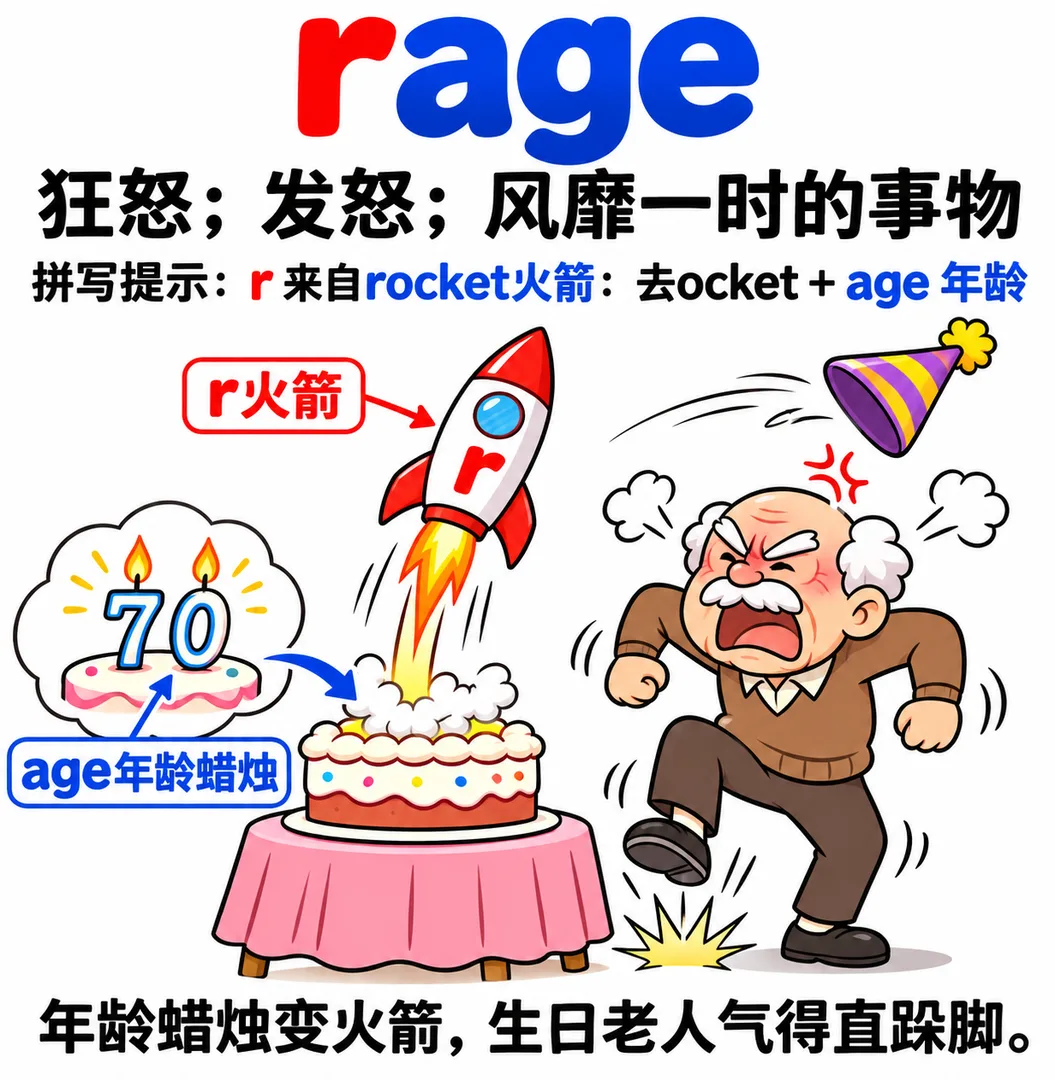 rage
狂怒；发怒；风靡一时的事物
拼写提示：r 来自rocket火箭：去ocket + age 年龄
r火箭
r
70
age年龄蜡烛
年龄蜡烛变火箭，生日老人气得直跺脚。